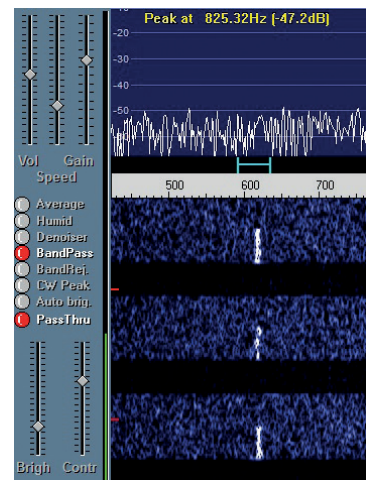 Peak at 825.32Hz (-47.2dB)
-20
-30
-40
-50
Vol Gain
Speed
500 600 700
Average
Humid
Denoiser
BandPass
BandRej.
CW Peak
Auto brig.
PassThru
Brigh Contr